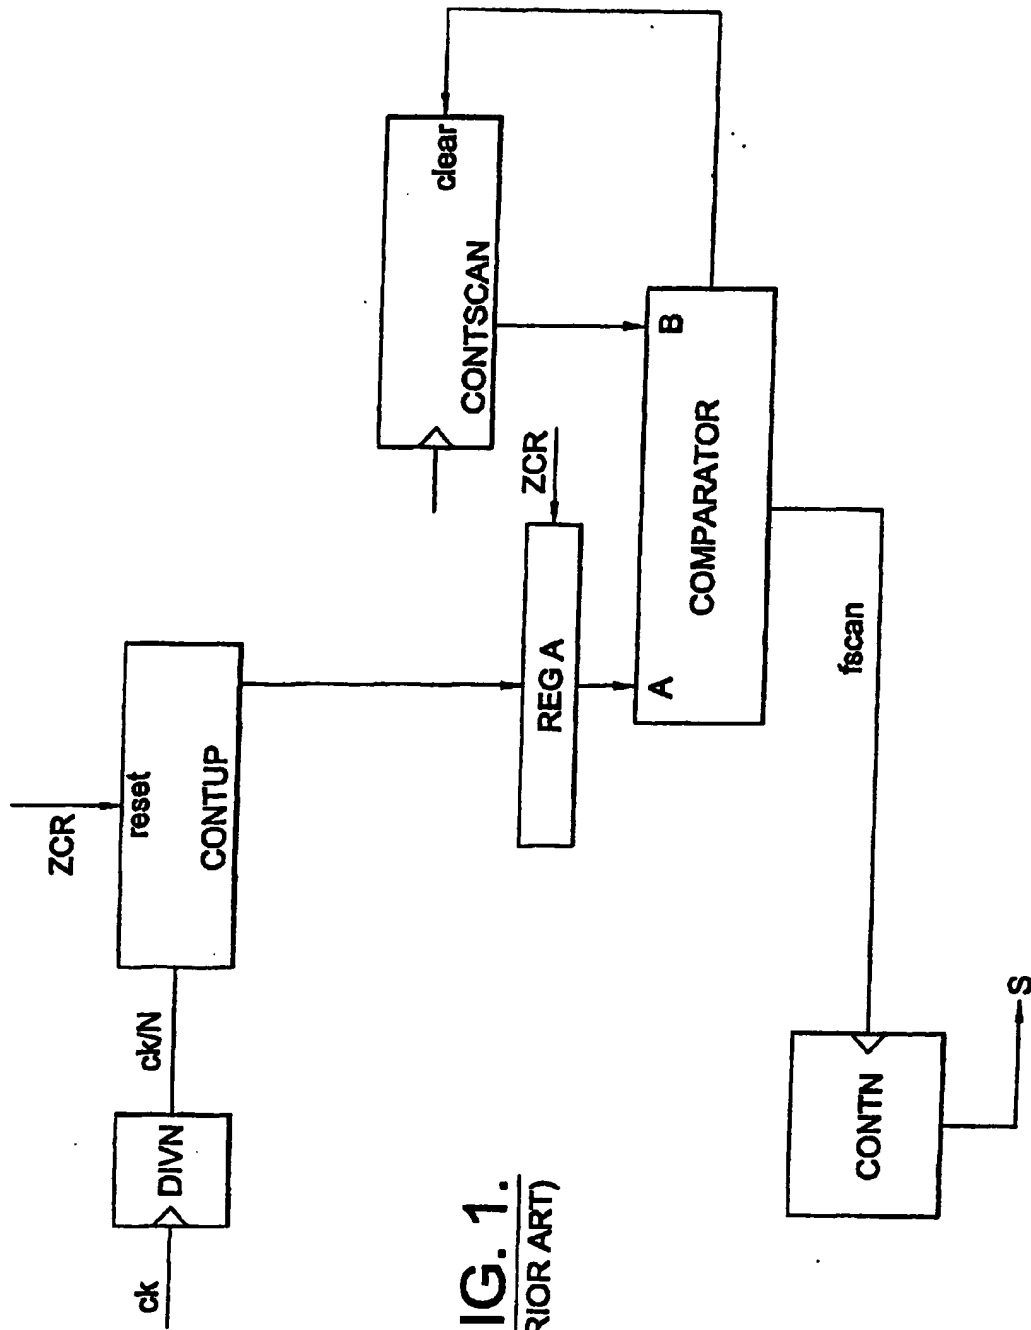 ck
DIVN
ck/N
ZCR
reset
CONTUP
REG A
ZCR
clear
CONTSCAN
A
B
COMPARATOR
fscan
CONTN
S
IG. 1.
RIOR ART)